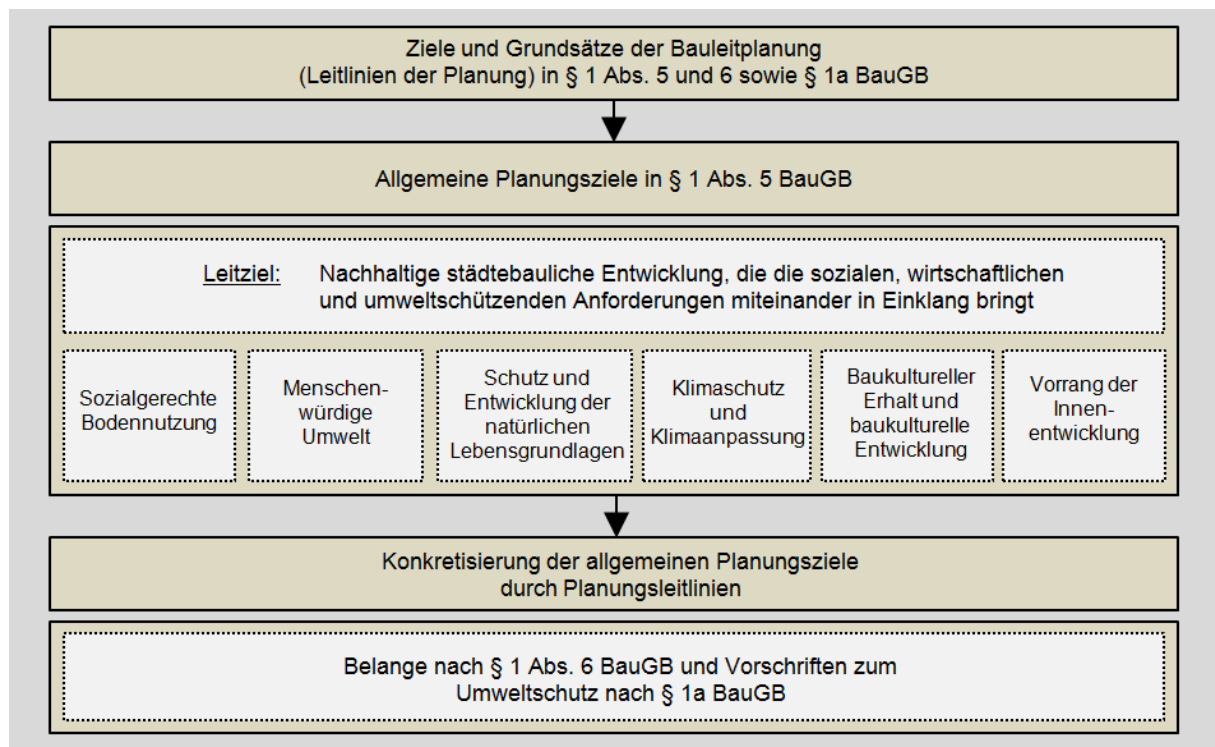 Ziele und Grundsätze der Bauleitplanung
(Leitlinien der Planung) in § 1 Abs. 5 und 6 sowie § 1a BauGB
Allgemeine Planungsziele in § 1 Abs. 5 BauGB
Leitziel: Nachhaltige städtebauliche Entwicklung, die die sozialen, wirtschaftlichen
und umweltschützenden Anforderungen miteinander in Einklang bringt
Sozialgerechte
Bodennutzung
Menschen-
würdige
Umwelt
Schutz und
Entwicklung der
natürlichen
Lebensgrundlagen
Klimaschutz
und
Klimaanpassung
Baukultureller
Erhalt und
baukulturelle
Entwicklung
Vorrang der
Innen-
entwicklung
Konkretisierung der allgemeinen Planungsziele
durch Planungsleitlinien
Belange nach § 1 Abs. 6 BauGB und Vorschriften zum
Umweltschutz nach § 1a BauGB